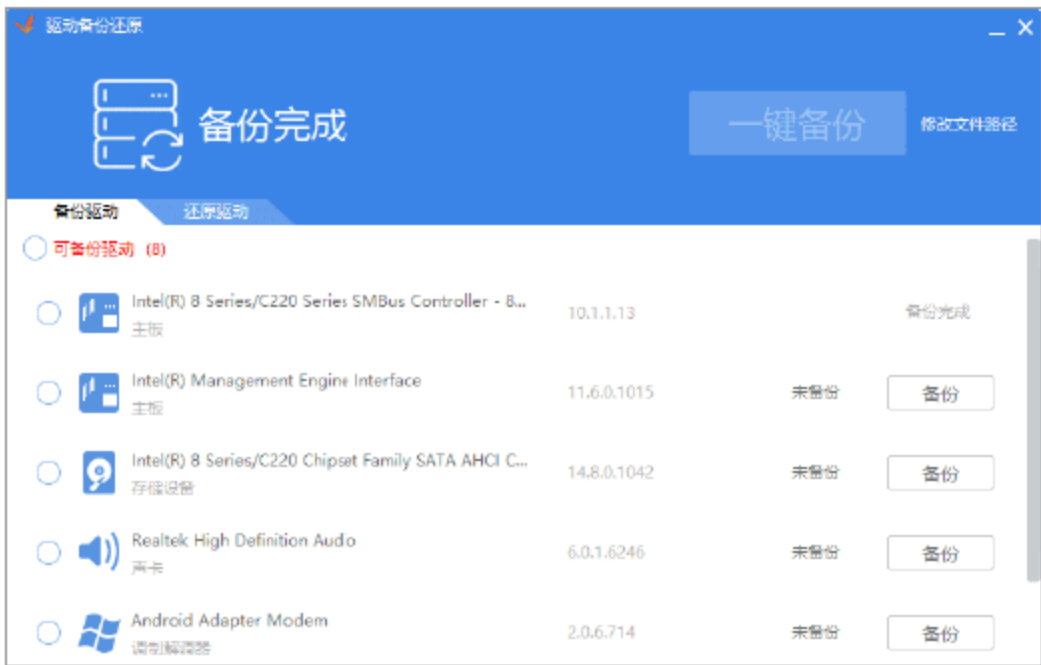 驱动备份还原
备份完成
一键备份
修改文件路径
备份驱动
还原驱动
可备份驱动 (8)
Intel(R) 8 Series/C220 Series SMBus Controller - 8...
主板
10.1.1.13
备份完成
Intel(R) Management Engine Interface
主板
11.6.0.1015
未备份
备份
Intel(R) 8 Series/C220 Chipset Family SATA AHCI C...
存储设备
14.8.0.1042
未备份
备份
Realtek High Definition Audio
声卡
6.0.1.6246
未备份
备份
Android Adapter Modem
调制解调器
2.0.6.714
未备份
备份